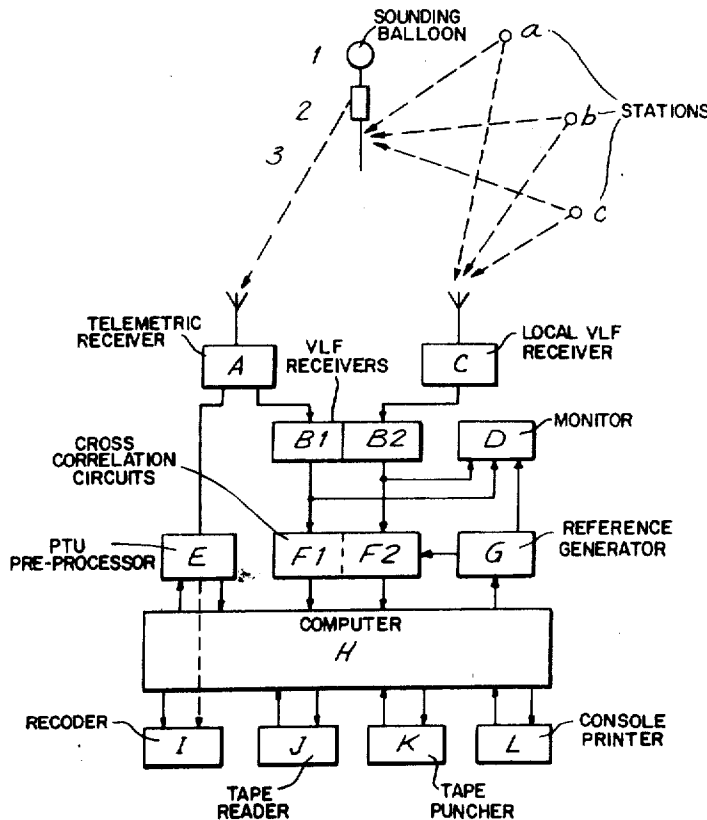 SOUNDING
BALLOON
1
a
2
b
STATIONS
3
c
TELEMETRIC
RECEIVER
A
VLF
RECEIVERS
C
LOCAL VLF
RECEIVER
B1
B2
D
MONITOR
CROSS
CORRELATION
CIRCUITS
PTU
PRE-PROCESSOR
E
F1
F2
G
REFERENCE
GENERATOR
COMPUTER
H
RECODER
I
J
K
L
CONSOLE
PRINTER
TAPE
READER
TAPE
PUNCHER